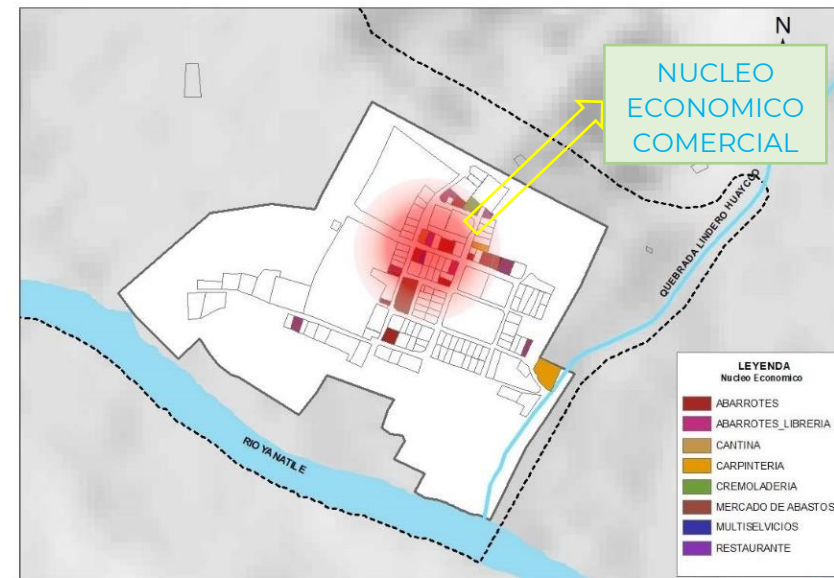 N
NUCLEO
ECONOMICO
COMERCIAL
QUEBRADA LINDERO HUAYCCO
RIO YANATILE
LEYENDA
Nucleo Economico
ABARROTES
ABARROTES_LIBRERIA
CANTINA
CARPINTERIA
CREMOLADERIA
MERCADO DE ABASTOS
MULTISELVICIOS
RESTAURANTE